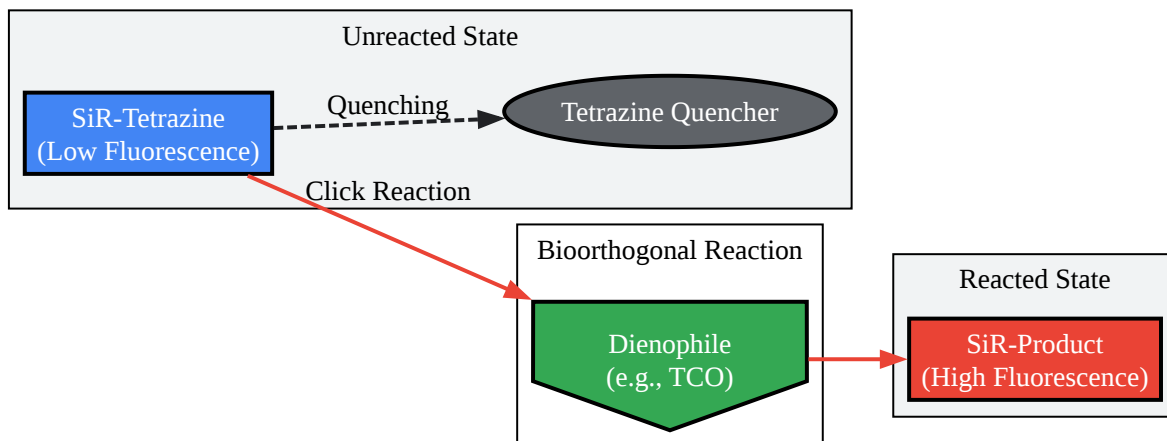 Unreacted State
SiR-Tetrazine
(Low Fluorescence)
Quenching
Tetrazine Quencher
Click Reaction
Bioorthogonal Reaction
Dienophile
(e.g., TCO)
Reacted State
SiR-Product
(High Fluorescence)